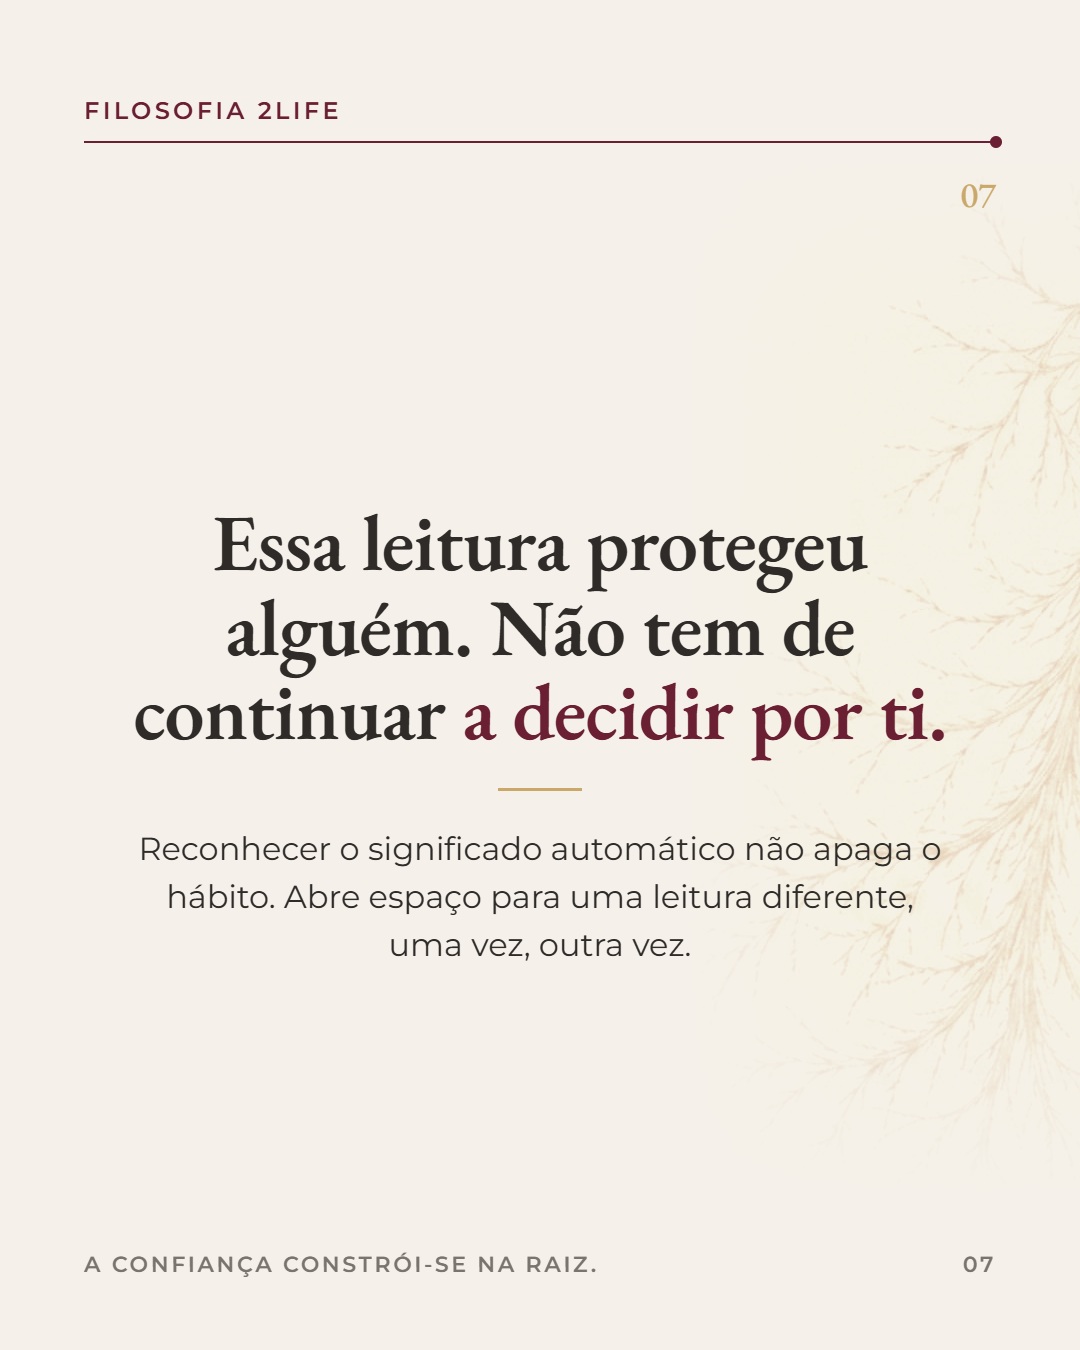 FILOSOFIA 2LIFE
07
Essa leitura protegeu
alguém. Não tem de
continuar a decidir por ti.
Reconhecer o significado automático não apaga o
hábito. Abre espaço para uma leitura diferente,
uma vez, outra vez.
A CONFIANÇA CONSTRÓI-SE NA RAIZ.
07